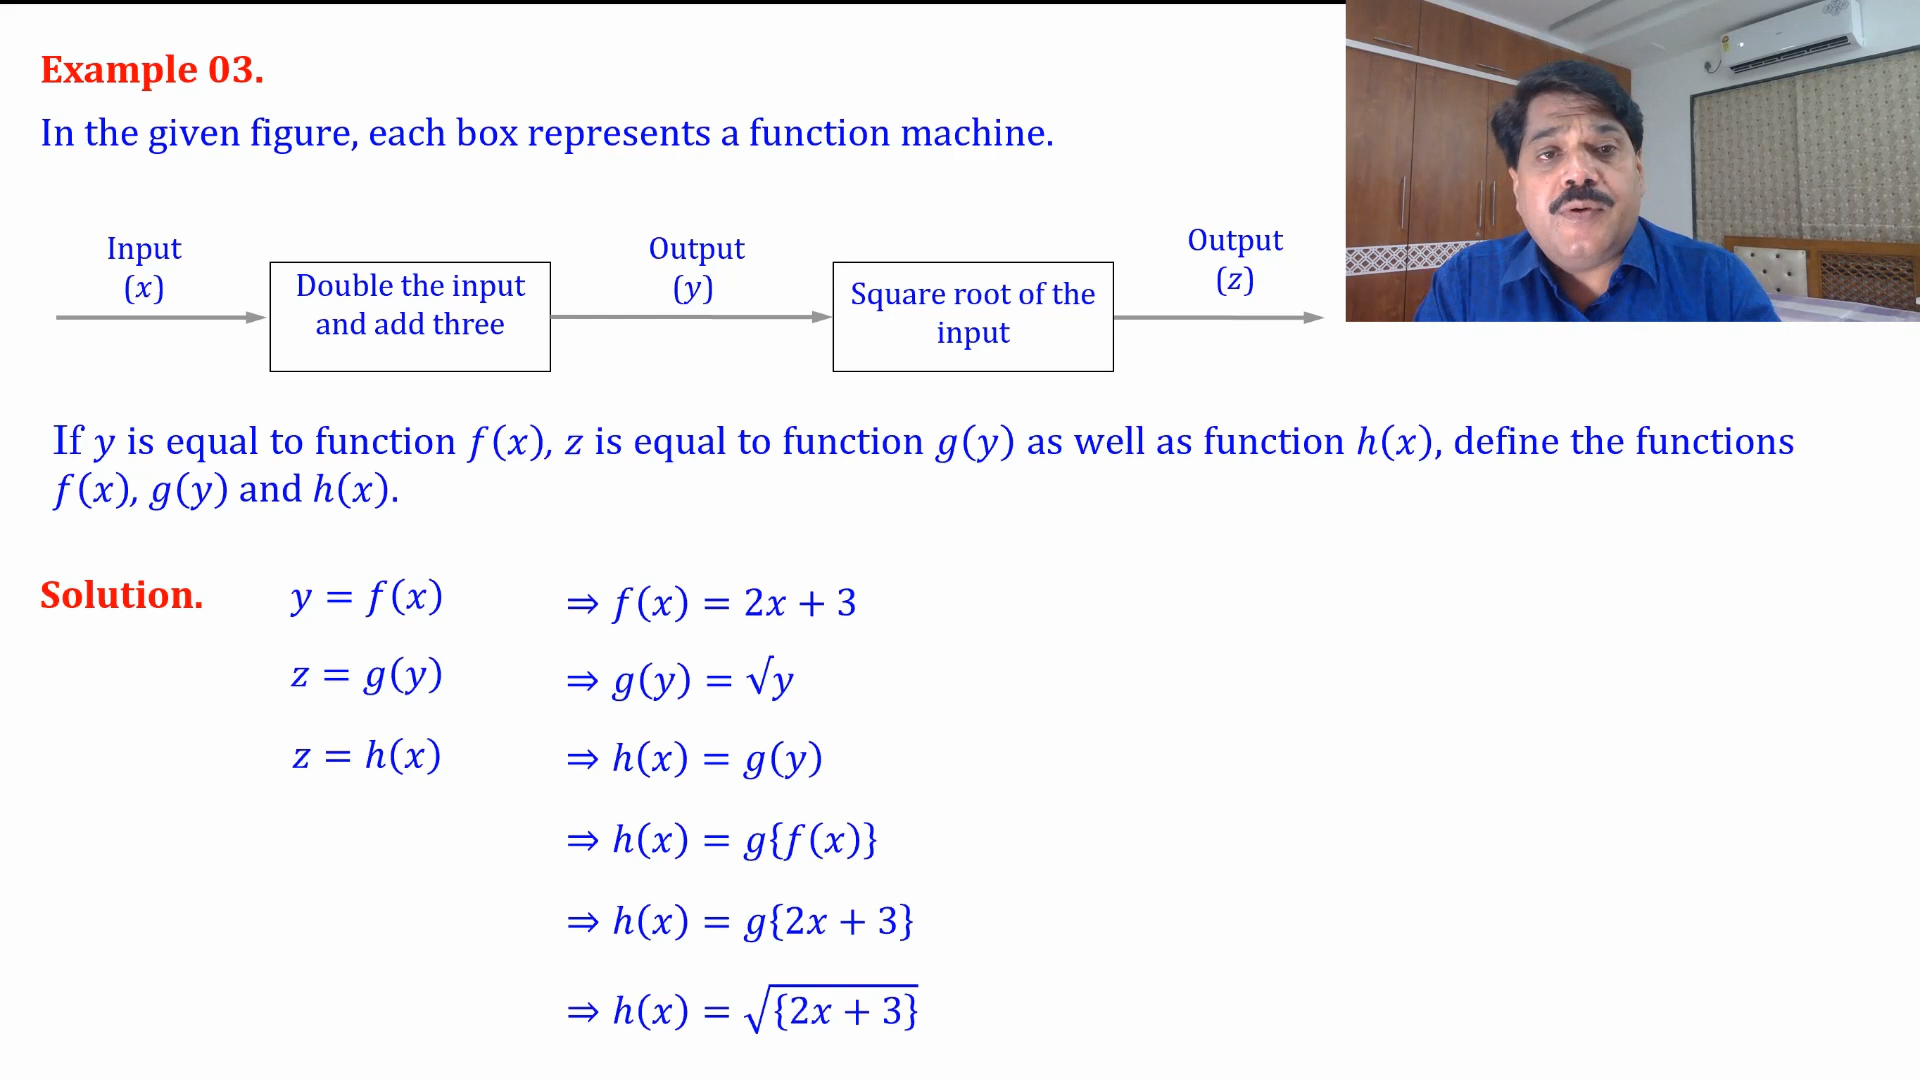 Example 03.
In the given figure, each box represents a function machine.
Input
(x)
Double the input
and add three
Output
(y)
Square root of the
input
Output
(z)
If y is equal to function f(x), z is equal to function g(y) as well as function h(x), define the functions
f(x), g(y) and h(x).
Solution.
y = f(x) ⇒ f(x) = 2x + 3
z = g(y) ⇒ g(y) = √y
z = h(x) ⇒ h(x) = g(y)
⇒ h(x) = g{f(x)}
⇒ h(x) = g{2x + 3}
⇒ h(x) = √{2x + 3}